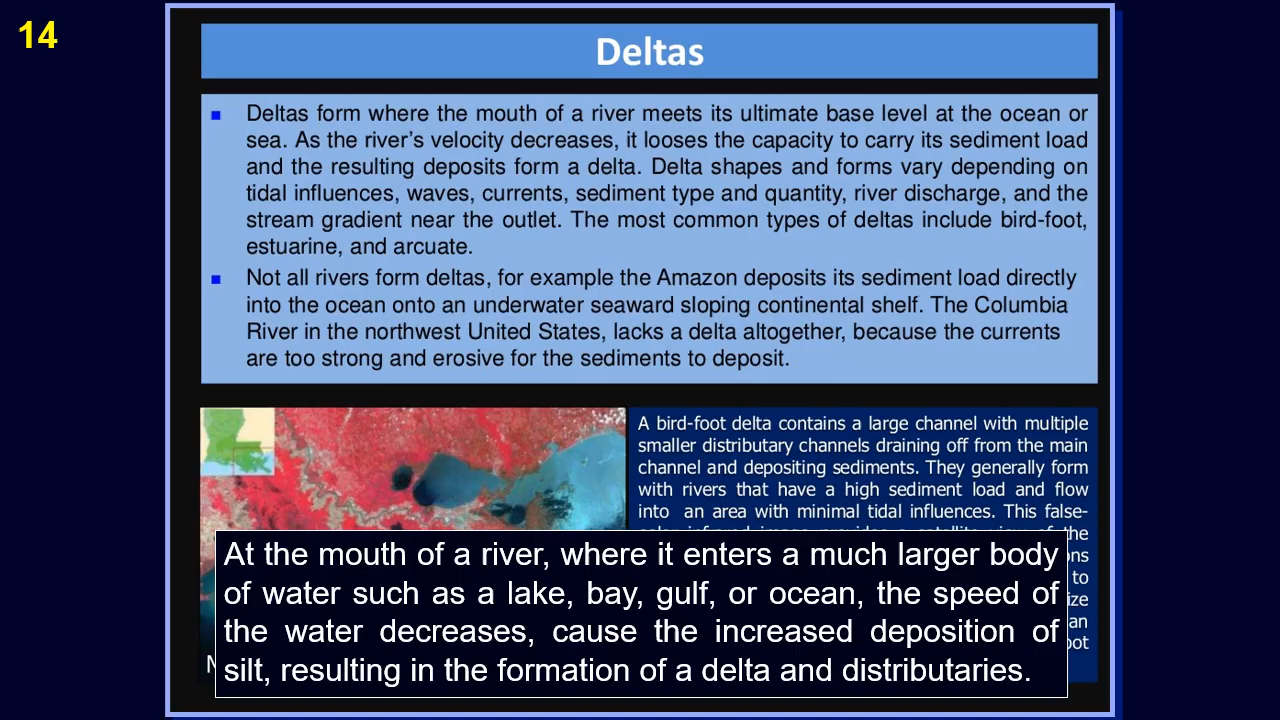 14
Deltas
Deltas form where the mouth of a river meets its ultimate base level at the ocean or
sea. As the river's velocity decreases, it looses the capacity to carry its sediment load
and the resulting deposits form a delta. Delta shapes and forms vary depending on
tidal influences, waves, currents, sediment type and quantity, river discharge, and the
stream gradient near the outlet. The most common types of deltas include bird-foot,
estuarine, and arcuate.
Not all rivers form deltas, for example the Amazon deposits its sediment load directly
into the ocean onto an underwater seaward sloping continental shelf. The Columbia
River in the northwest United States, lacks a delta altogether, because the currents
are too strong and erosive for the sediments to deposit.
A bird-foot delta contains a large channel with multiple
smaller distributary channels draining off from the main
channel and depositing sediments. They generally form
with rivers that have a high sediment load and flow
into an area with minimal tidal influences. This false-
the
to
At the mouth of a river, where it enters a much larger body
of water such as a lake, bay, gulf, or ocean, the speed of
the water decreases, cause the increased deposition of
silt, resulting in the formation of a delta and distributaries.